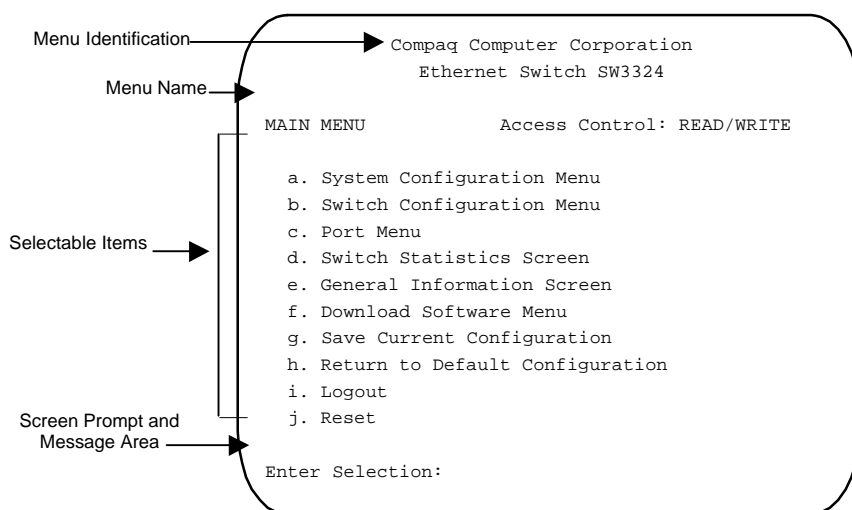 Menu Identification
Compaq Computer Corporation
Ethernet Switch SW3324
Menu Name
MAIN MENU Access Control: READ/WRITE
a. System Configuration Menu
b. Switch Configuration Menu
c. Port Menu
Selectable Items
d. Switch Statistics Screen
e. General Information Screen
f. Download Software Menu
g. Save Current Configuration
h. Return to Default Configuration
i. Logout
j. Reset
Screen Prompt and
Message Area
Enter Selection: